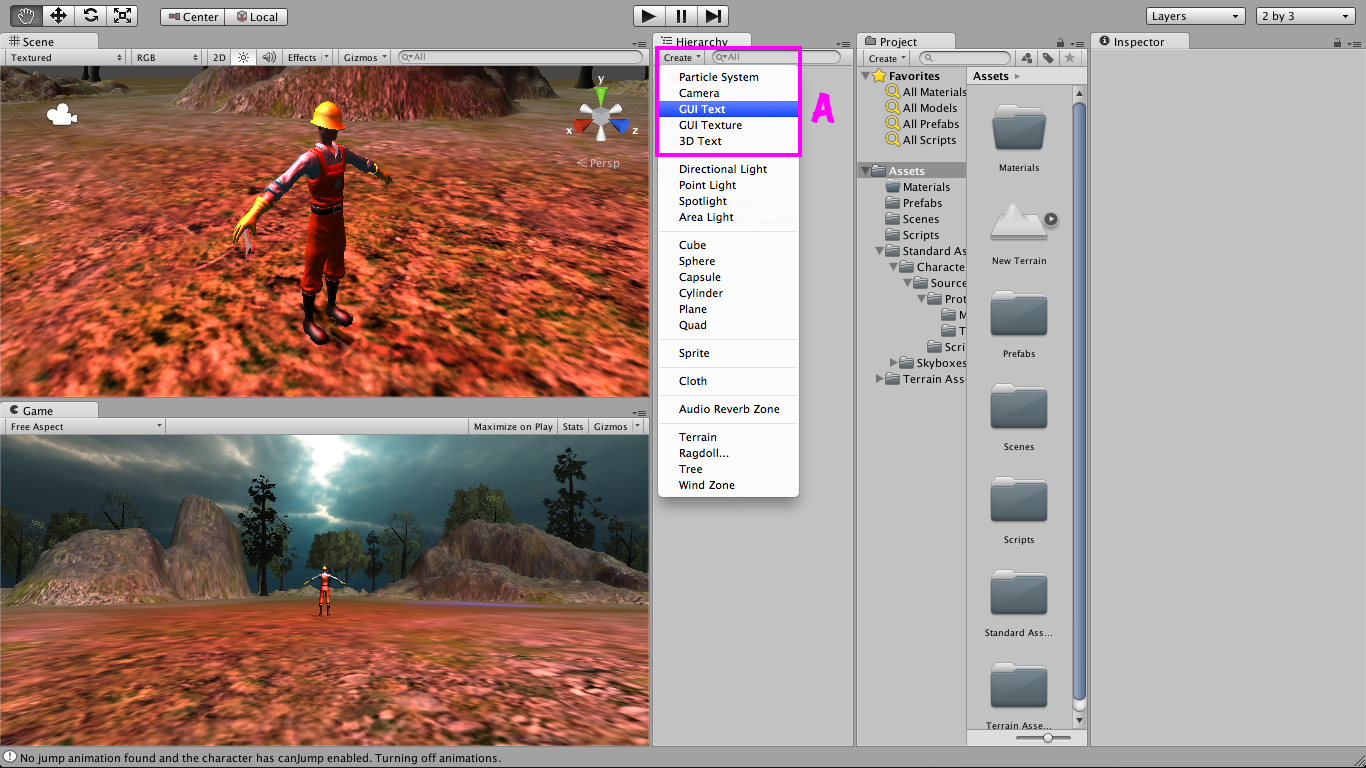 Center
Local
Layers
2 by 3
Scene
Textured
RGB
2D
Effects
Gizmos
All
y
x
z
Persp
Game
Free Aspect
Maximize on Play
Stats
Gizmos
Hierarchy
Create
All
Particle System
Camera
GUI Text
GUI Texture
3D Text
A
Directional Light
Point Light
Spotlight
Area Light
Cube
Sphere
Capsule
Cylinder
Plane
Quad
Sprite
Cloth
Audio Reverb Zone
Terrain
Ragdoll...
Tree
Wind Zone
Project
Create
Favorites
All Materials
All Models
All Prefabs
All Scripts
Assets
Materials
Prefabs
Scenes
Scripts
Standard As
Characte
Source
Prot
M
T
Scri
Skyboxes
Terrain Asse
Assets
Materials
New Terrain
Prefabs
Scenes
Scripts
Standard Ass...
Terrain Asse...
Inspector
No jump animation found and the character has canJump enabled. Turning off animations.